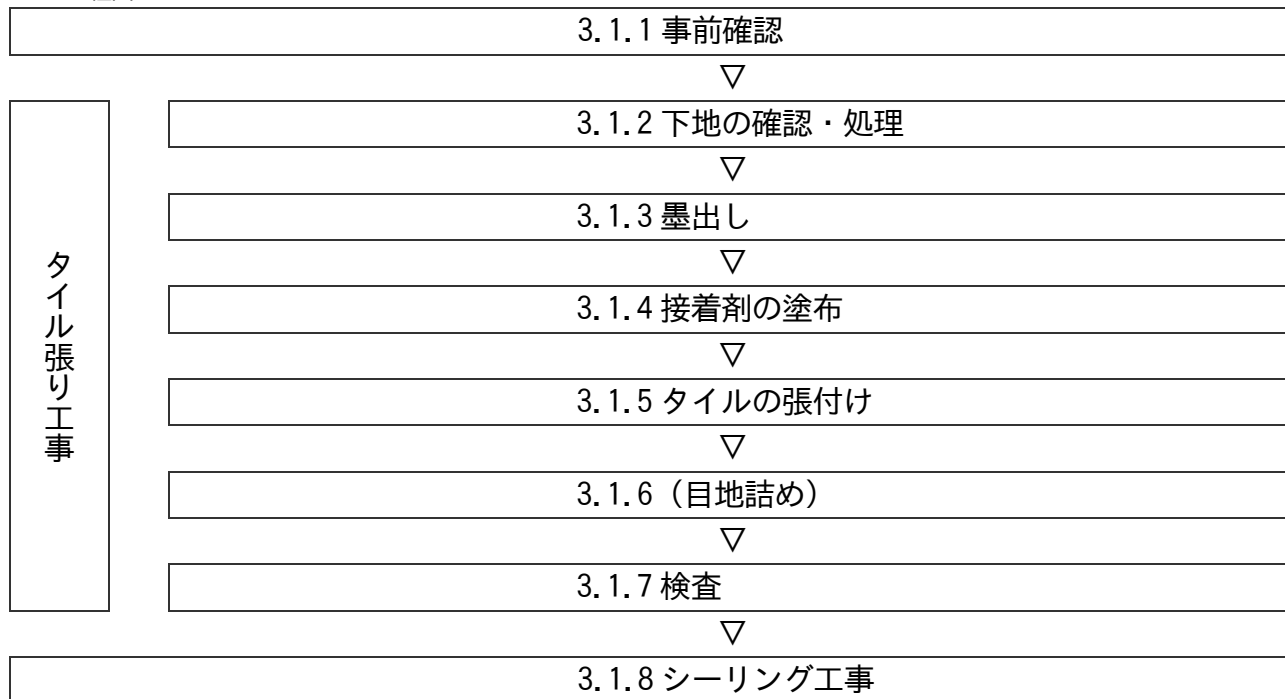 3.1.1 事前確認
▽
タイル張り工事
3.1.2 下地の確認・処理
▽
3.1.3 墨出し
▽
3.1.4 接着剤の塗布
▽
3.1.5 タイルの張付け
▽
3.1.6（目地詰め）
▽
3.1.7 検査
▽
3.1.8 シーリング工事